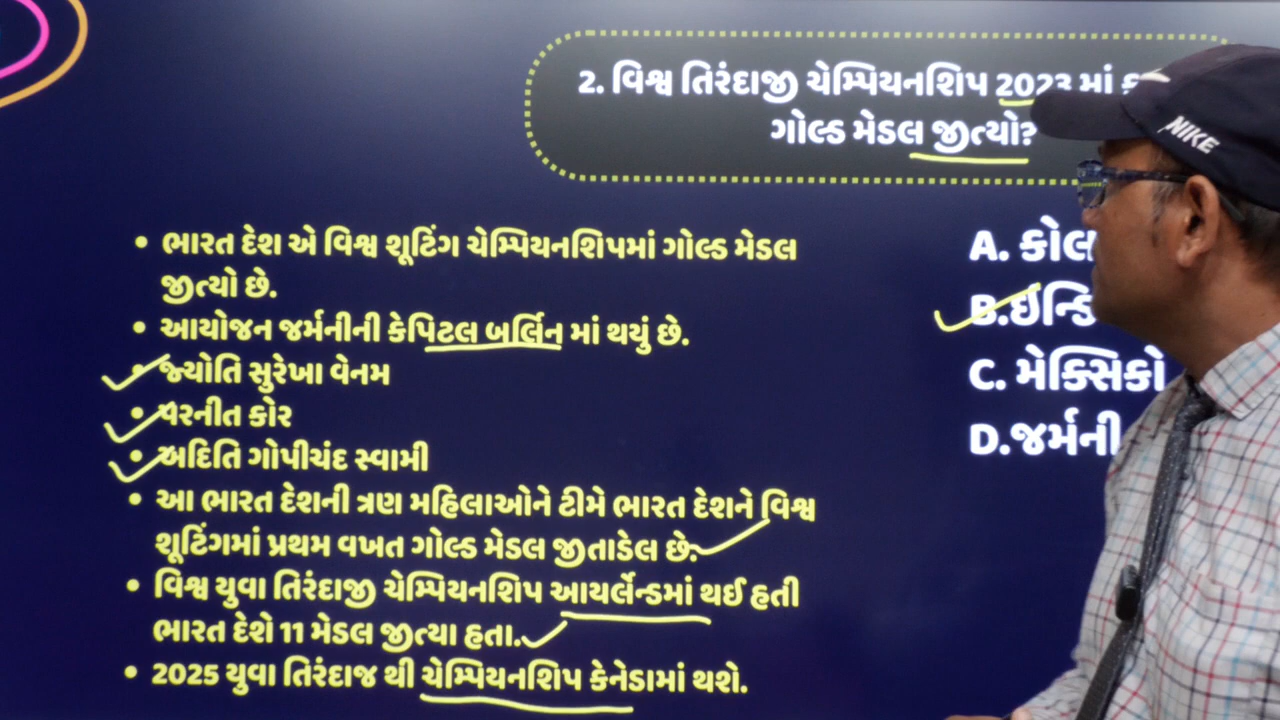 2. વિશ્વ તિરંદાજી ચેમ્પિયનશિપ 2023 માં
ગોલ્ડ મેડલ જીત્યો?
NIKE
• ભારત દેશ એ વિશ્વ શૂટિંગ ચેમ્પિયનશિપમાં ગોલ્ડ મેડલ
જીત્યો છે.
• આયોજન જર્મનીની કેપિટલ બર્લિન માં થયું છે.
• જ્યોતિ સુરેખા વેનમ
• પરનીત કોર
• અદિતિ ગોપીચંદ સ્વામી
• આ ભારત દેશની ત્રણ મહિલાઓને ટીમે ભારત દેશને વિશ્વ
શૂટિંગમાં પ્રથમ વખત ગોલ્ડ મેડલ જીતાડેલ છે.
• વિશ્વ યુવા તિરંદાજી ચેમ્પિયનશિપ આયર્લેન્ડમાં થઈ હતી
ભારત દેશે 11 મેડલ જીત્યા હતા.
• 2025 યુવા તિરંદાજ થી ચેમ્પિયનશિપ કેનેડામાં થશે.
A.
B.
C. મેક્સિકો
D.જર્મની